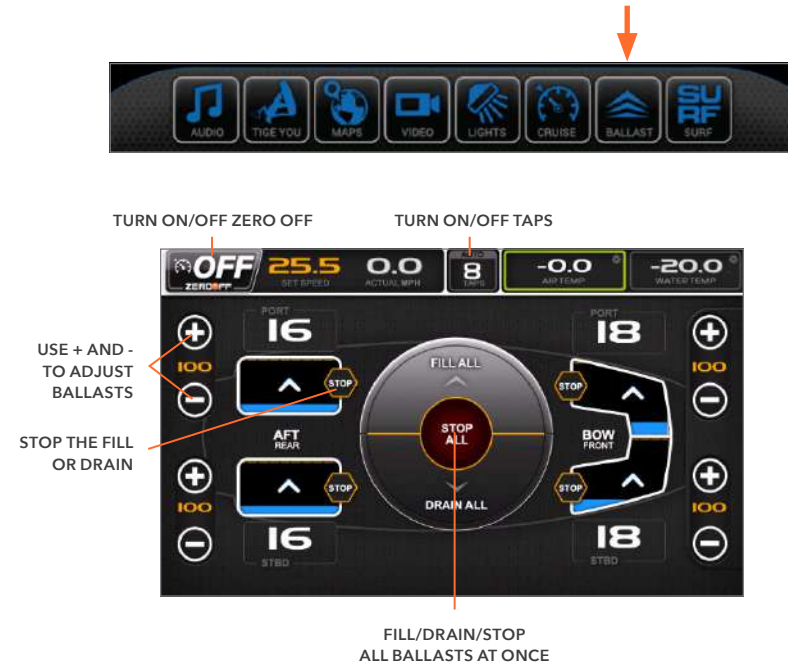 AUDIO TIGE YOU MAPS VIDEO LIGHTS CRUISE BALLAST SURF
SURF
TURN ON/OFF ZERO OFF TURN ON/OFF TAPS
OFF 25.5 0.0 AUTO 8 -0.0 ° -20.0 °
ZEROOFF SET SPEED ACTUAL MPH TAPS AIR TEMP WATER TEMP
PORT PORT
16 18
USE + AND -
TO ADJUST
BALLASTS
+ 100 -
STOP
FILL ALL
STOP
+ 100 -
STOP THE FILL
OR DRAIN
AFT
REAR
STOP
ALL
BOW
FRONT
+ 100 -
STOP
DRAIN ALL
STOP
+ 100 -
16 18
STBD STBD
FILL/DRAIN/STOP
ALL BALLASTS AT ONCE